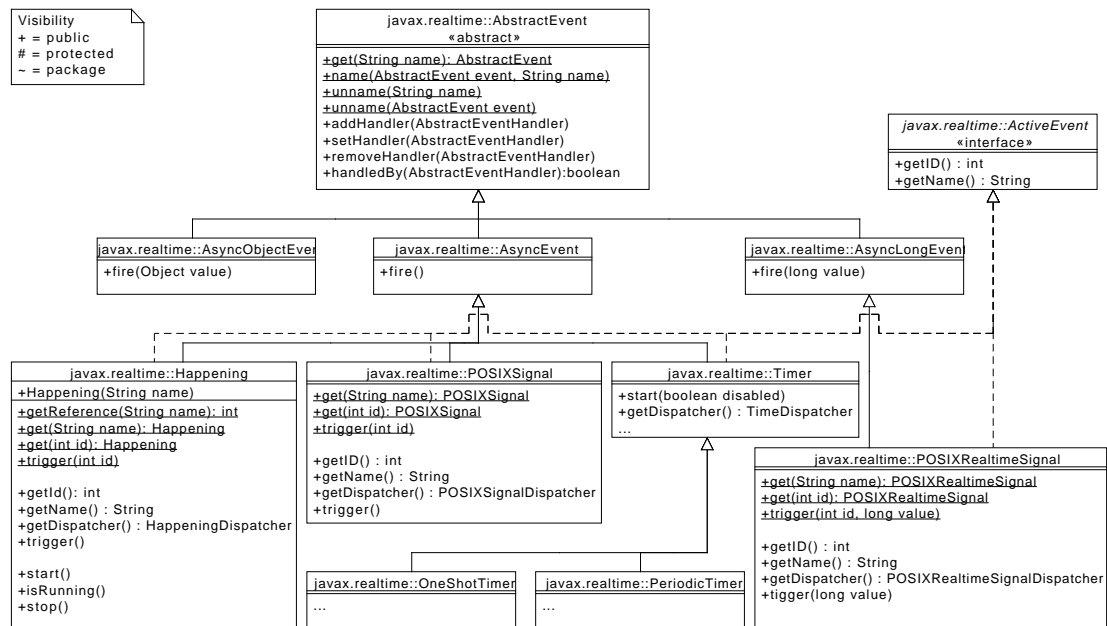 Visibility
+ = public
# = protected
~ = package
javax.realtime::AbstractEvent
«abstract»
+get(String name): AbstractEvent
+name(AbstractEvent event, String name)
+unname(String name)
+unname(AbstractEvent event)
+addHandler(AbstractEventHandler)
+setHandler(AbstractEventHandler)
+removeHandler(AbstractEventHandler)
+handledBy(AbstractEventHandler):boolean
javax.realtime::ActiveEvent
«interface»
+getID() : int
+getName() : String
javax.realtime::AsyncObjectEven
+fire(Object value)
javax.realtime::AsyncEvent
+fire()
javax.realtime::AsyncLongEvent
+fire(long value)
javax.realtime::Happening
+Happening(String name)
+getReference(String name): int
+get(String name): Happening
+get(int id): Happening
+trigger(int id)
+getId(): int
+getName() : String
+getDispatcher() : HappeningDispatcher
+trigger()
+start()
+isRunning()
+stop()
javax.realtime::POSIXSignal
+get(String name): POSIXSignal
+get(int id): POSIXSignal
+trigger(int id)
+getID() : int
+getName() : String
+getDispatcher() : POSIXSignalDispatcher
+trigger()
javax.realtime::Timer
+start(boolean disabled)
+getDispatcher() : TimeDispatcher
...
javax.realtime::POSIXRealtimeSignal
+get(String name): POSIXRealtimeSignal
+get(int id): POSIXRealtimeSignal
+trigger(int id, long value)
+getID() : int
+getName() : String
+getDispatcher() : POSIXRealtimeSignalDispatcher
+tigger(long value)
javax.realtime::OneShotTimer
...
javax.realtime::PeriodicTimer
...